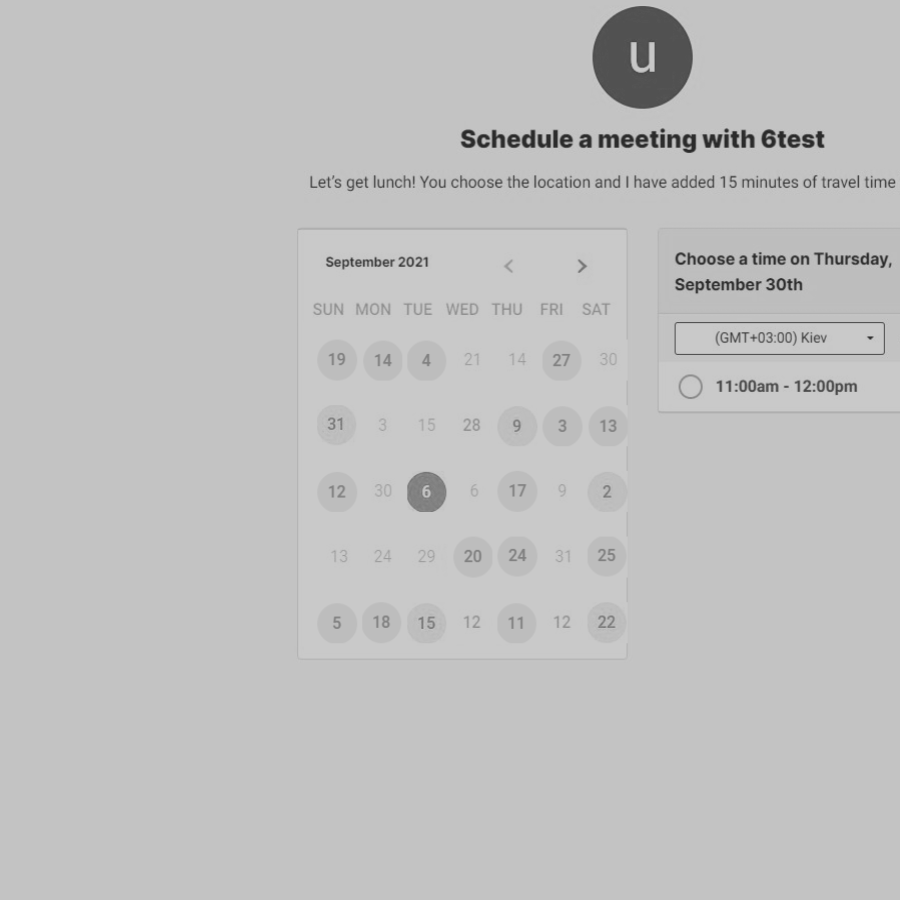 u
Schedule a meeting with 6test
Let's get lunch! You choose the location and I have added 15 minutes of travel time
September 2021
SUN MON TUE WED THU FRI SAT
19 14 4 21 14 27 30
31 3 15 28 9 3 13
12 30 6 6 17 9 2
13 24 29 20 24 31 25
5 18 15 12 11 12 22
Choose a time on Thursday,
September 30th
(GMT+03:00) Kiev
11:00am - 12:00pm